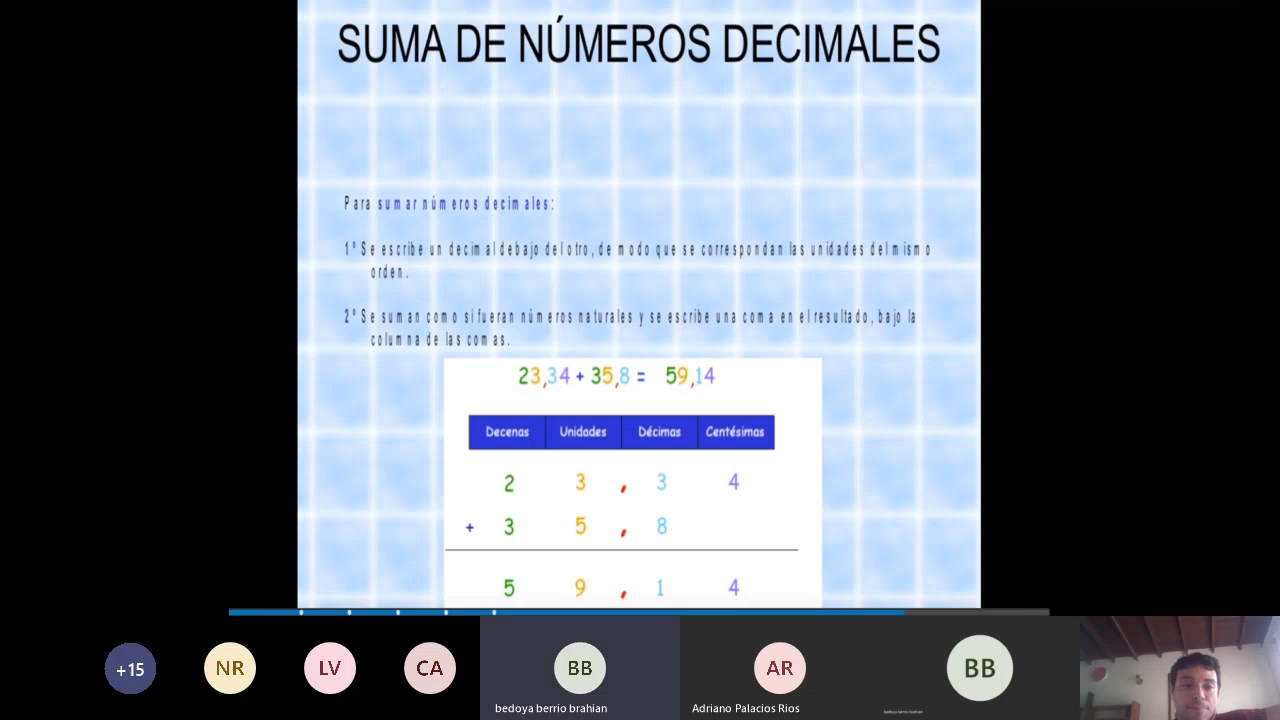 SUMA DE NÚMEROS DECIMALES
Para sumar números decimales:
1º Se escribe un decimal debajo del otro, de modo que se correspondan las unidades del mismo
orden.
2º Se suman como si fueran números naturales y se escribe una coma en el resultado, bajo la
columna de las comas.
23,34 + 35,8 = 59,14
Decenas Unidades Décimas Centésimas
2 3 , 3 4
+ 3 5 , 8
5 9 , 1 4
+15 NR LV CA BB AR BB
bedoya berrio brahian Adriano Palacios Rios bedoya berrio brahian